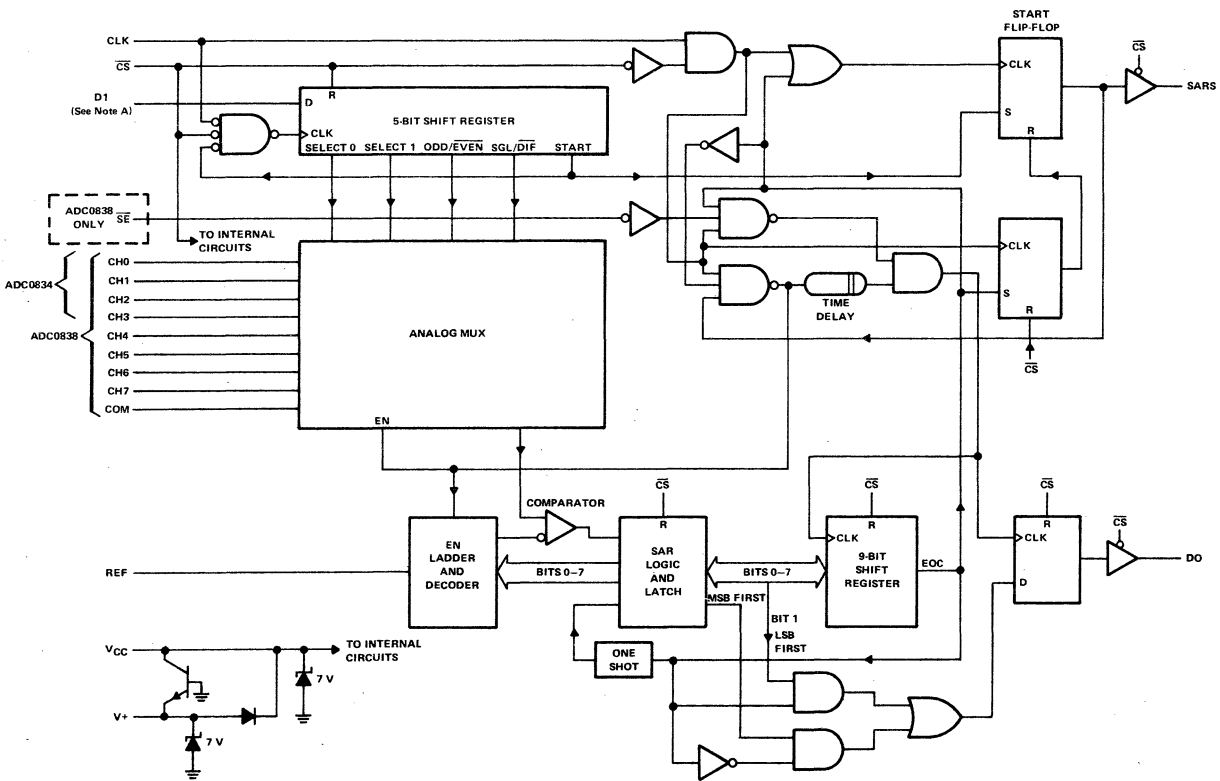 START
FLIP-FLOP
CLK
CS
D1
(See Note A)
D
R
5-BIT SHIFT REGISTER
CLK
SELECT 0
SELECT 1
ODD/EVEN
SGL/DIF
START
CLK
S
R
CS
SARS
ADC0838
ONLY
SE
TO INTERNAL
CIRCUITS
CH0
CH1
CH2
CH3
CH4
CH5
CH6
CH7
COM
ADC0834
ADC0838
ANALOG MUX
EN
TIME
DELAY
CLK
S
R
CS
COMPARATOR
CS
CS
CS
CS
EN
LADDER
AND
DECODER
BITS 0–7
R
SAR
LOGIC
AND
LATCH
BITS 0–7
R
CLK
9-BIT
SHIFT
REGISTER
EOC
R
CLK
D
DO
REF
MSB FIRST
BIT 1
LSB
FIRST
ONE
SHOT
VCC
TO INTERNAL
CIRCUITS
7 V
V+
7 V